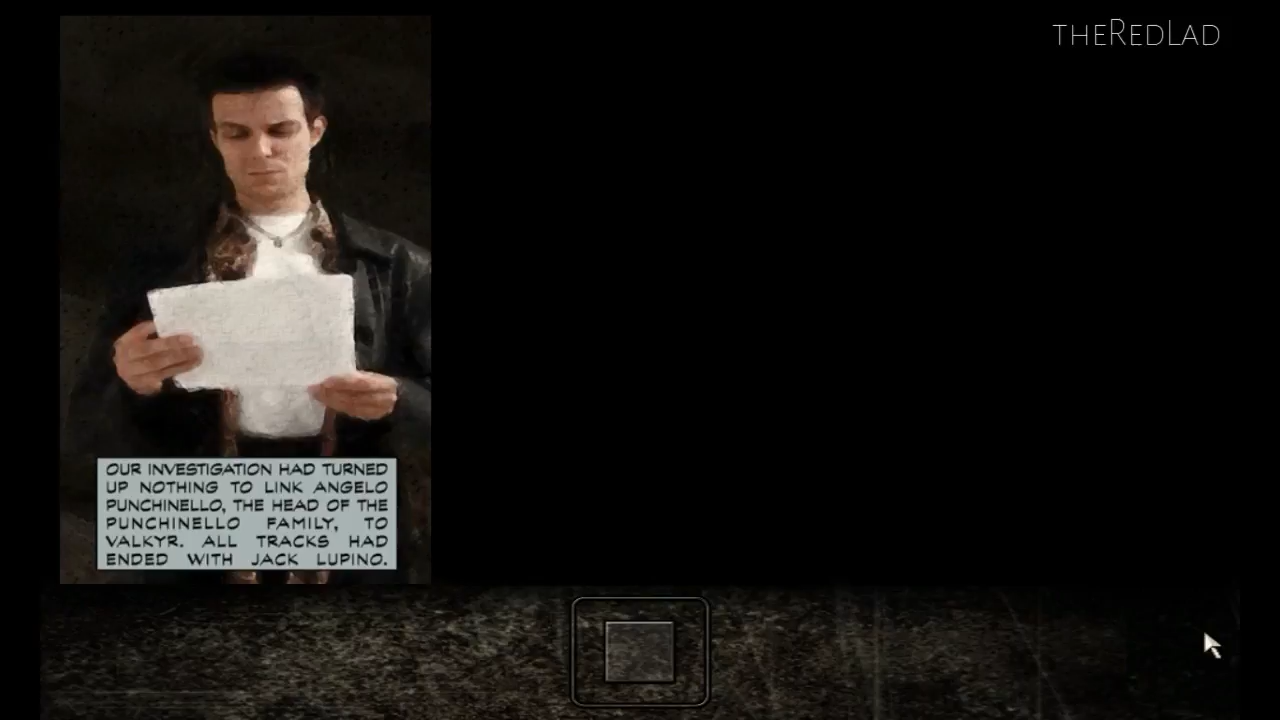 THEREDLAD
OUR INVESTIGATION HAD TURNED
UP NOTHING TO LINK ANGELO
PUNCHINELLO, THE HEAD OF THE
PUNCHINELLO FAMILY, TO
VALKYR. ALL TRACKS HAD
ENDED WITH JACK LUPINO.